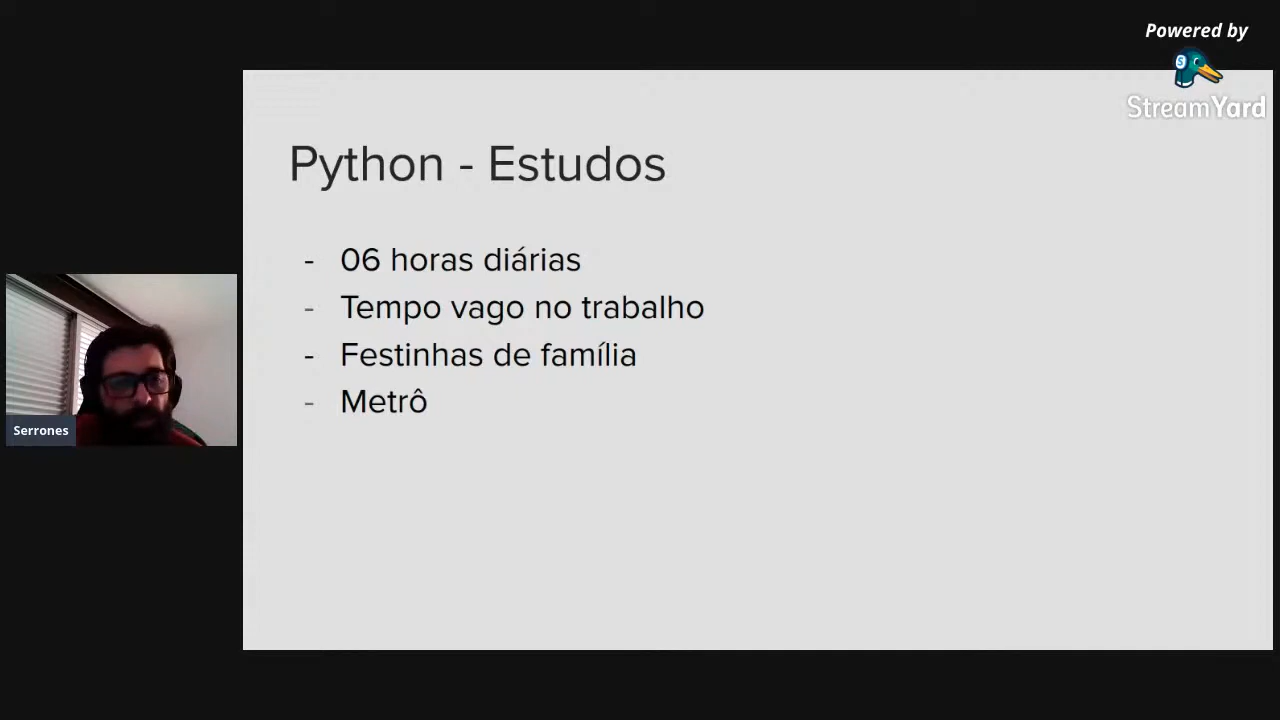 Powered by
StreamYard
Python - Estudos
- 06 horas diárias
- Tempo vago no trabalho
- Festinhas de família
- Metrô
Serrones